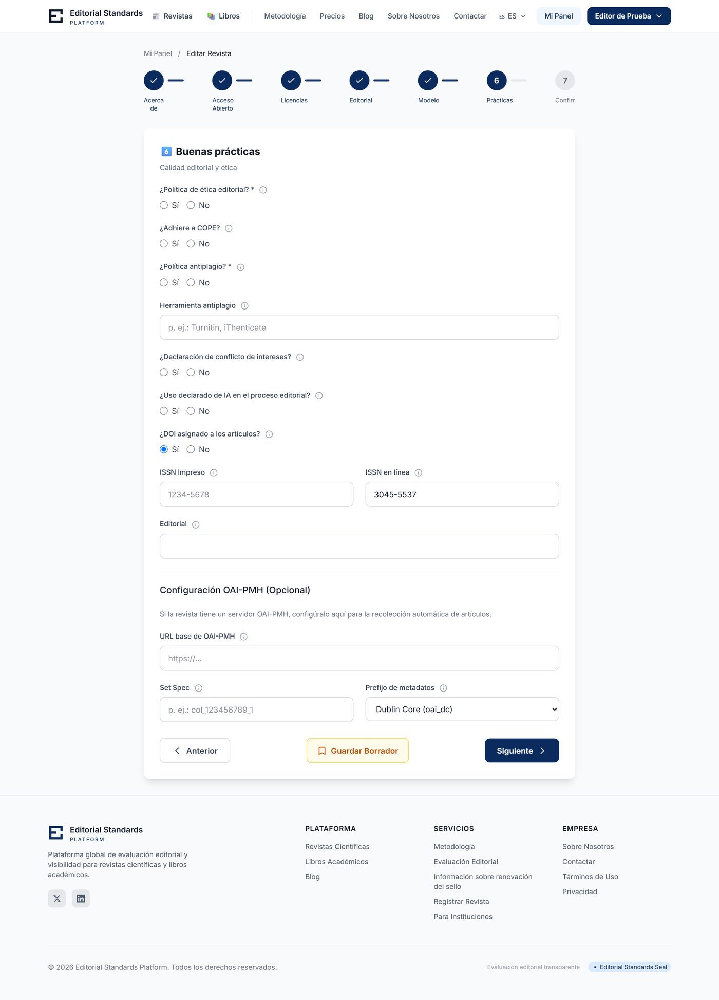 Editorial Standards
PLATFORM
Revistas
Libros
Metodología
Precios
Blog
Sobre Nosotros
Contactar
ES ES
Mi Panel
Editor de Prueba
Mi Panel / Editar Revista
6
7
Acerca de
Acceso Abierto
Licencias
Editorial
Modelo
Prácticas
Confirm
6 Buenas prácticas
Calidad editorial y ética
¿Política de ética editorial? *
Sí No
¿Adhiere a COPE?
Sí No
¿Política antiplagio? *
Sí No
Herramienta antiplagio
p. ej.: Turnitin, iThenticate
¿Declaración de conflicto de intereses?
Sí No
¿Uso declarado de IA en el proceso editorial?
Sí No
¿DOI asignado a los artículos?
Sí No
ISSN Impreso
1234-5678
ISSN en línea
3045-5537
Editorial
Configuración OAI-PMH (Opcional)
Si la revista tiene un servidor OAI-PMH, configúralo aquí para la recolección automática de artículos.
URL base de OAI-PMH
https://...
Set Spec
p. ej.: col_123456789_1
Prefijo de metadatos
Dublin Core (oai_dc)
Anterior
Guardar Borrador
Siguiente
Editorial Standards
PLATFORM
Plataforma global de evaluación editorial y
visibilidad para revistas científicas y libros
académicos.
PLATAFORMA
Revistas Científicas
Libros Académicos
Blog
SERVICIOS
Metodología
Evaluación Editorial
Información sobre renovación
del sello
Registrar Revista
Para Instituciones
EMPRESA
Sobre Nosotros
Contactar
Términos de Uso
Privacidad
© 2026 Editorial Standards Platform. Todos los derechos reservados.
Evaluación editorial transparente
• Editorial Standards Seal